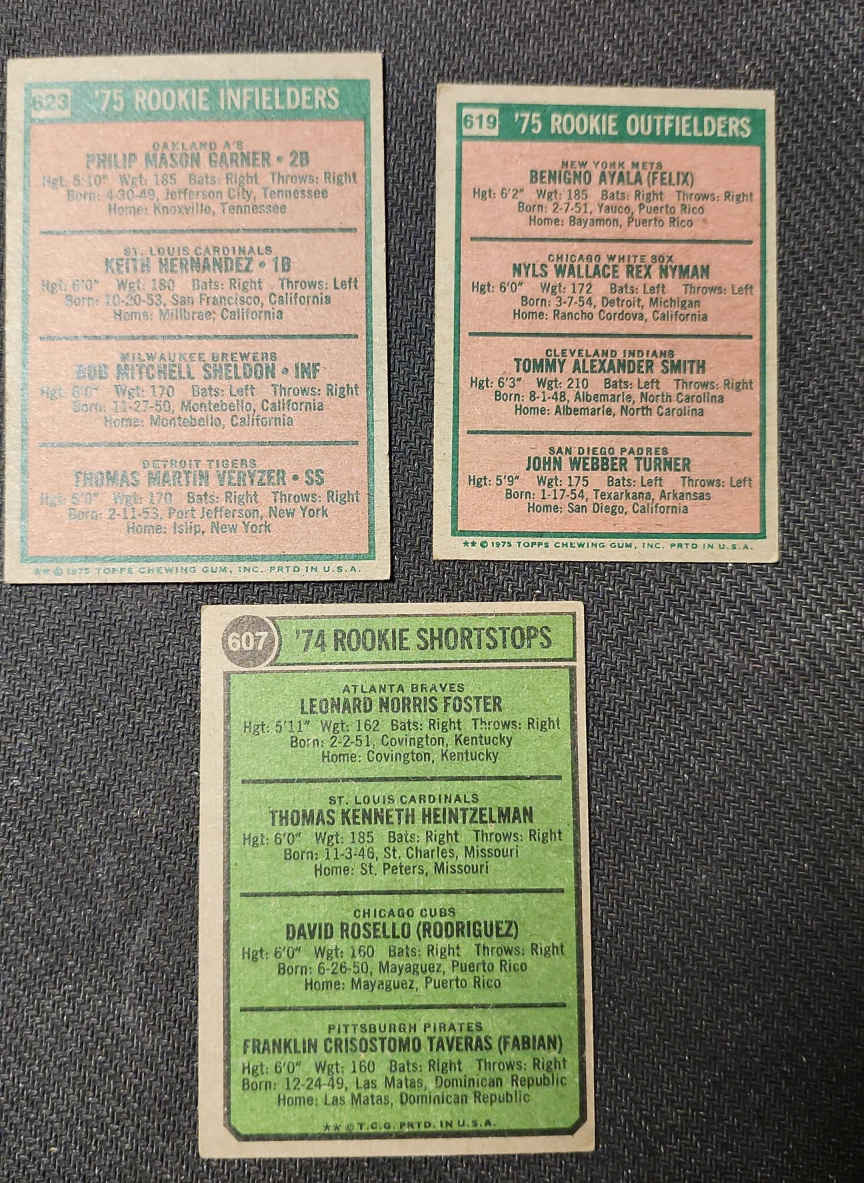 623 '75 ROOKIE INFIELDERS
OAKLAND A'S
PHILIP MASON GARNER • 2B
Hgt: 5'10" Wgt: 185 Bats: Right Throws: Right
Born: 4-30-49, Jefferson City, Tennessee
Home: Knoxville, Tennessee
ST. LOUIS CARDINALS
KEITH HERNANDEZ • 1B
Hgt: 6'0" Wgt: 180 Bats: Right Throws: Left
Born: 10-20-53, San Francisco, California
Home: Millbrae, California
MILWAUKEE BREWERS
BOB MITCHELL SHELDON • INF
Hgt: 6'0" Wgt: 170 Bats: Left Throws: Right
Born: 11-27-50, Montebello, California
Home: Montebello, California
DETROIT TIGERS
THOMAS MARTIN VERYZER • SS
Hgt: Wgt: 170 Bats: Right Throws: Right
Born: 2-11-53, Port Jefferson, New York
Home: Islip, New York
★★ © 1975 TOPPS CHEWING GUM, INC. PRTD IN U.S.A.
619 '75 ROOKIE OUTFIELDERS
NEW YORK METS
BENIGNO AYALA (FELIX)
Hgt: 6'2" Wgt: 185 Bats: Right Throws: Right
Born: 2-7-51, Yauco, Puerto Rico
Home: Bayamon, Puerto Rico
CHICAGO WHITE SOX
NYLS WALLACE REX NYMAN
Hgt: 6'0" Wgt: 172 Bats: Left Throws: Left
Born: 3-7-54, Detroit, Michigan
Home: Rancho Cordova, California
CLEVELAND INDIANS
TOMMY ALEXANDER SMITH
Hgt: 6'3" Wgt: 210 Bats: Left Throws: Right
Born: 8-1-48, Albemarle, North Carolina
Home: Albemarle, North Carolina
SAN DIEGO PADRES
JOHN WEBBER TURNER
Hgt: 5'9" Wgt: 175 Bats: Left Throws: Left
Born: 1-17-54, Texarkana, Arkansas
Home: San Diego, California
★★ © 1975 TOPPS CHEWING GUM, INC. PRTD IN U.S.A.
607 '74 ROOKIE SHORTSTOPS
ATLANTA BRAVES
LEONARD NORRIS FOSTER
Hgt: 5'11" Wgt: 162 Bats: Right Throws: Right
Born: 2-2-51, Covington, Kentucky
Home: Covington, Kentucky
ST. LOUIS CARDINALS
THOMAS KENNETH HEINTZELMAN
Hgt: 6'0" Wgt: 185 Bats: Right Throws: Right
Born: 11-3-46, St. Charles, Missouri
Home: St. Peters, Missouri
CHICAGO CUBS
DAVID ROSELLO (RODRIGUEZ)
Hgt: 6'0" Wgt: 160 Bats: Right Throws: Right
Born: 6-26-50, Mayaguez, Puerto Rico
Home: Mayaguez, Puerto Rico
PITTSBURGH PIRATES
FRANKLIN CRISOSTOMO TAVERAS (FABIAN)
Hgt: 6'0" Wgt: 160 Bats: Right Throws: Right
Born: 12-24-49, Las Matas, Dominican Republic
Home: Las Matas, Dominican Republic
★★ © T.C.G. PRTD. IN U.S.A.